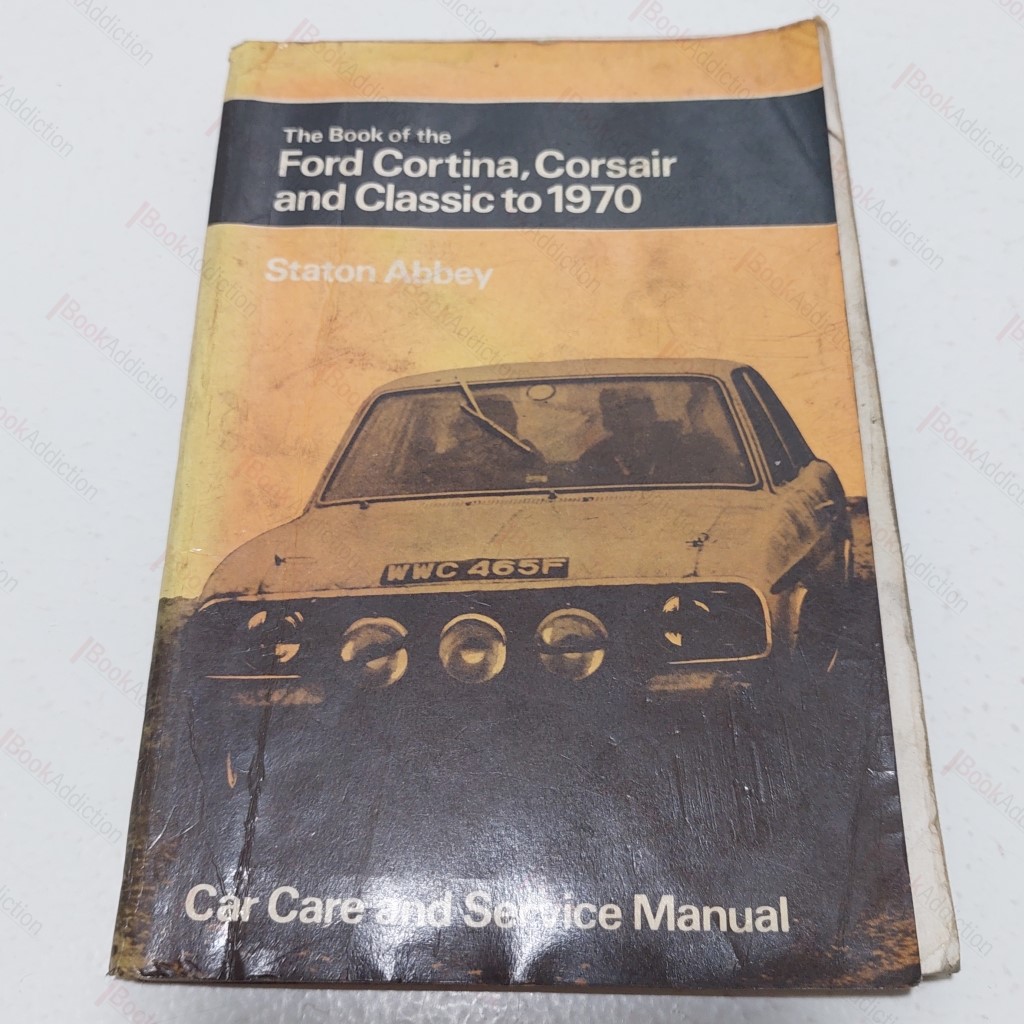 The Book of the
Ford Cortina, Corsair
and Classic to 1970
Staton Abbey
WWC 465F
Car Care and Service Manual
BookAddiction